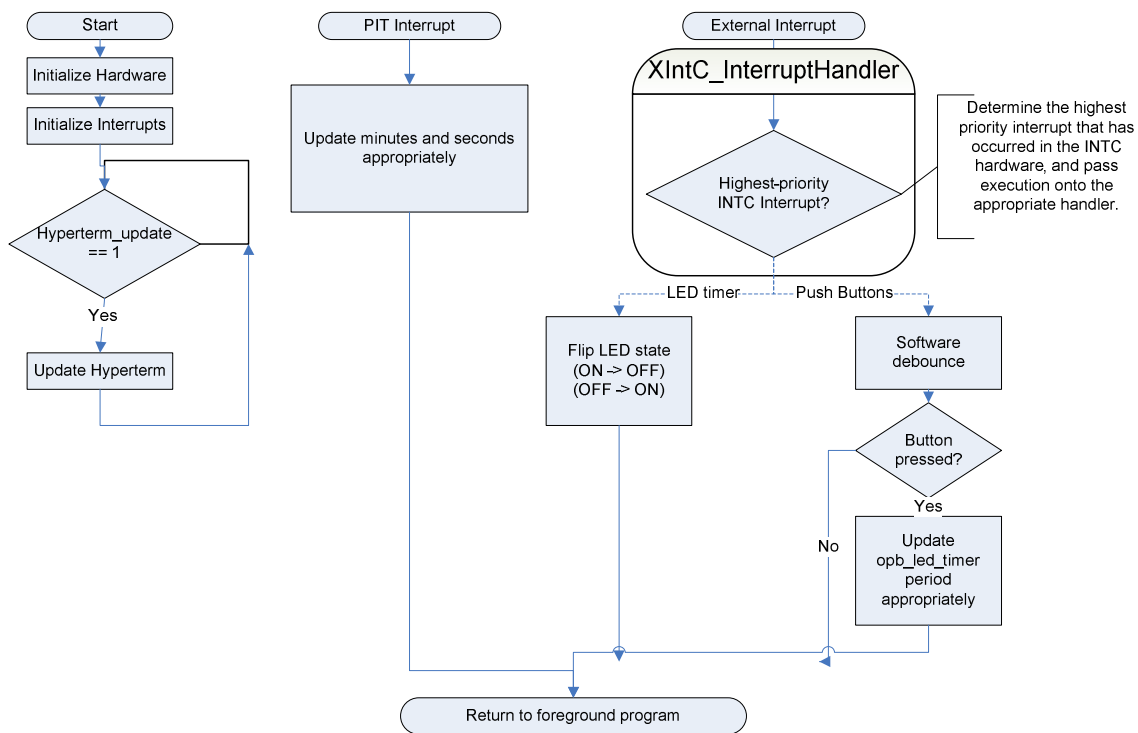 Start
Initialize Hardware
Initialize Interrupts
Hyperterm_update
== 1
Yes
Update Hyperterm
PIT Interrupt
Update minutes and seconds
appropriately
External Interrupt
XIntC_InterruptHandler
Highest-priority
INTC Interrupt?
Determine the highest
priority interrupt that has
occurred in the INTC
hardware, and pass
execution onto the
appropriate handler.
LED timer
Push Buttons
Flip LED state
(ON -> OFF)
(OFF -> ON)
Software
debounce
Button
pressed?
Yes
No
Update
opb_led_timer
period
appropriately
Return to foreground program